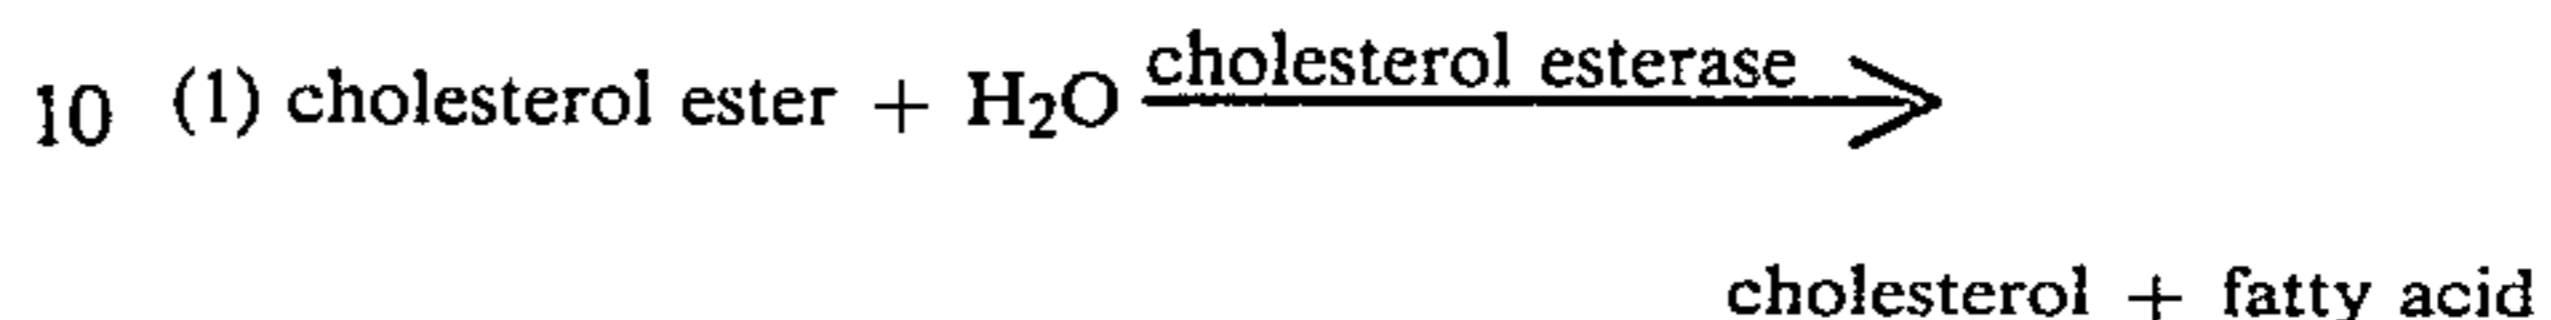 cholesterol esterase
10 (1) cholesterol ester + H₂O ⟶
cholesterol + fatty acid